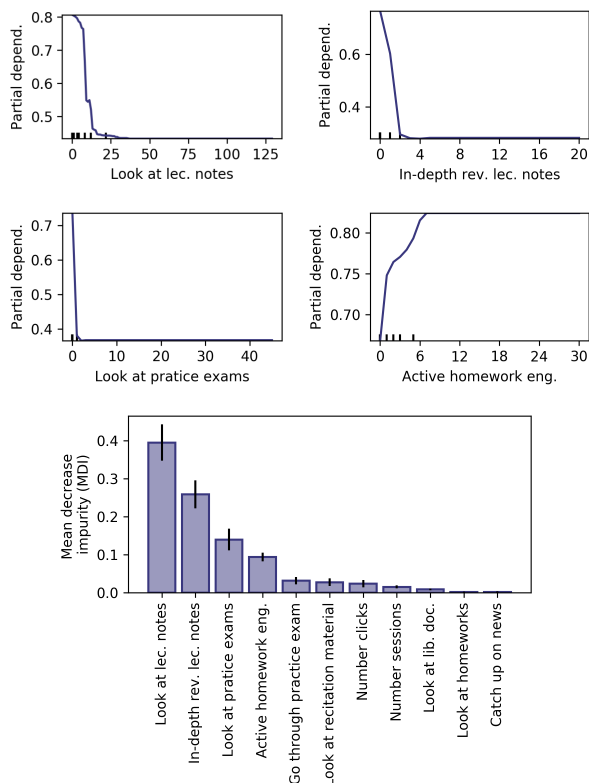 Partial depend.
0.8
0.7
0.6
0.5
0 25 50 75 100 125
Look at lec. notes
Partial depend.
0.6
0.4
0 4 8 12 16 20
In-depth rev. lec. notes
Partial depend.
0.7
0.6
0.5
0.4
0 10 20 30 40
Look at pratice exams
Partial depend.
0.80
0.75
0.70
0 6 12 18 24 30
Active homework eng.
Mean decrease
impurity (MDI)
0.4
0.3
0.2
0.1
0.0
Look at lec. notes
In-depth rev. lec. notes
Look at pratice exams
Active homework eng.
Go through practice exam
Look at recitation material
Number clicks
Number sessions
Look at lib. doc.
Look at homeworks
Catch up on news